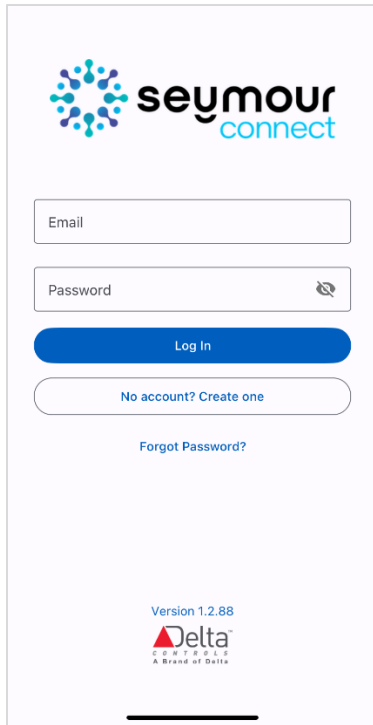 seymour
connect
Email
Password
Log In
No account? Create one
Forgot Password?
Version 1.2.88
Delta™
CONTROLS
A Brand of Delta